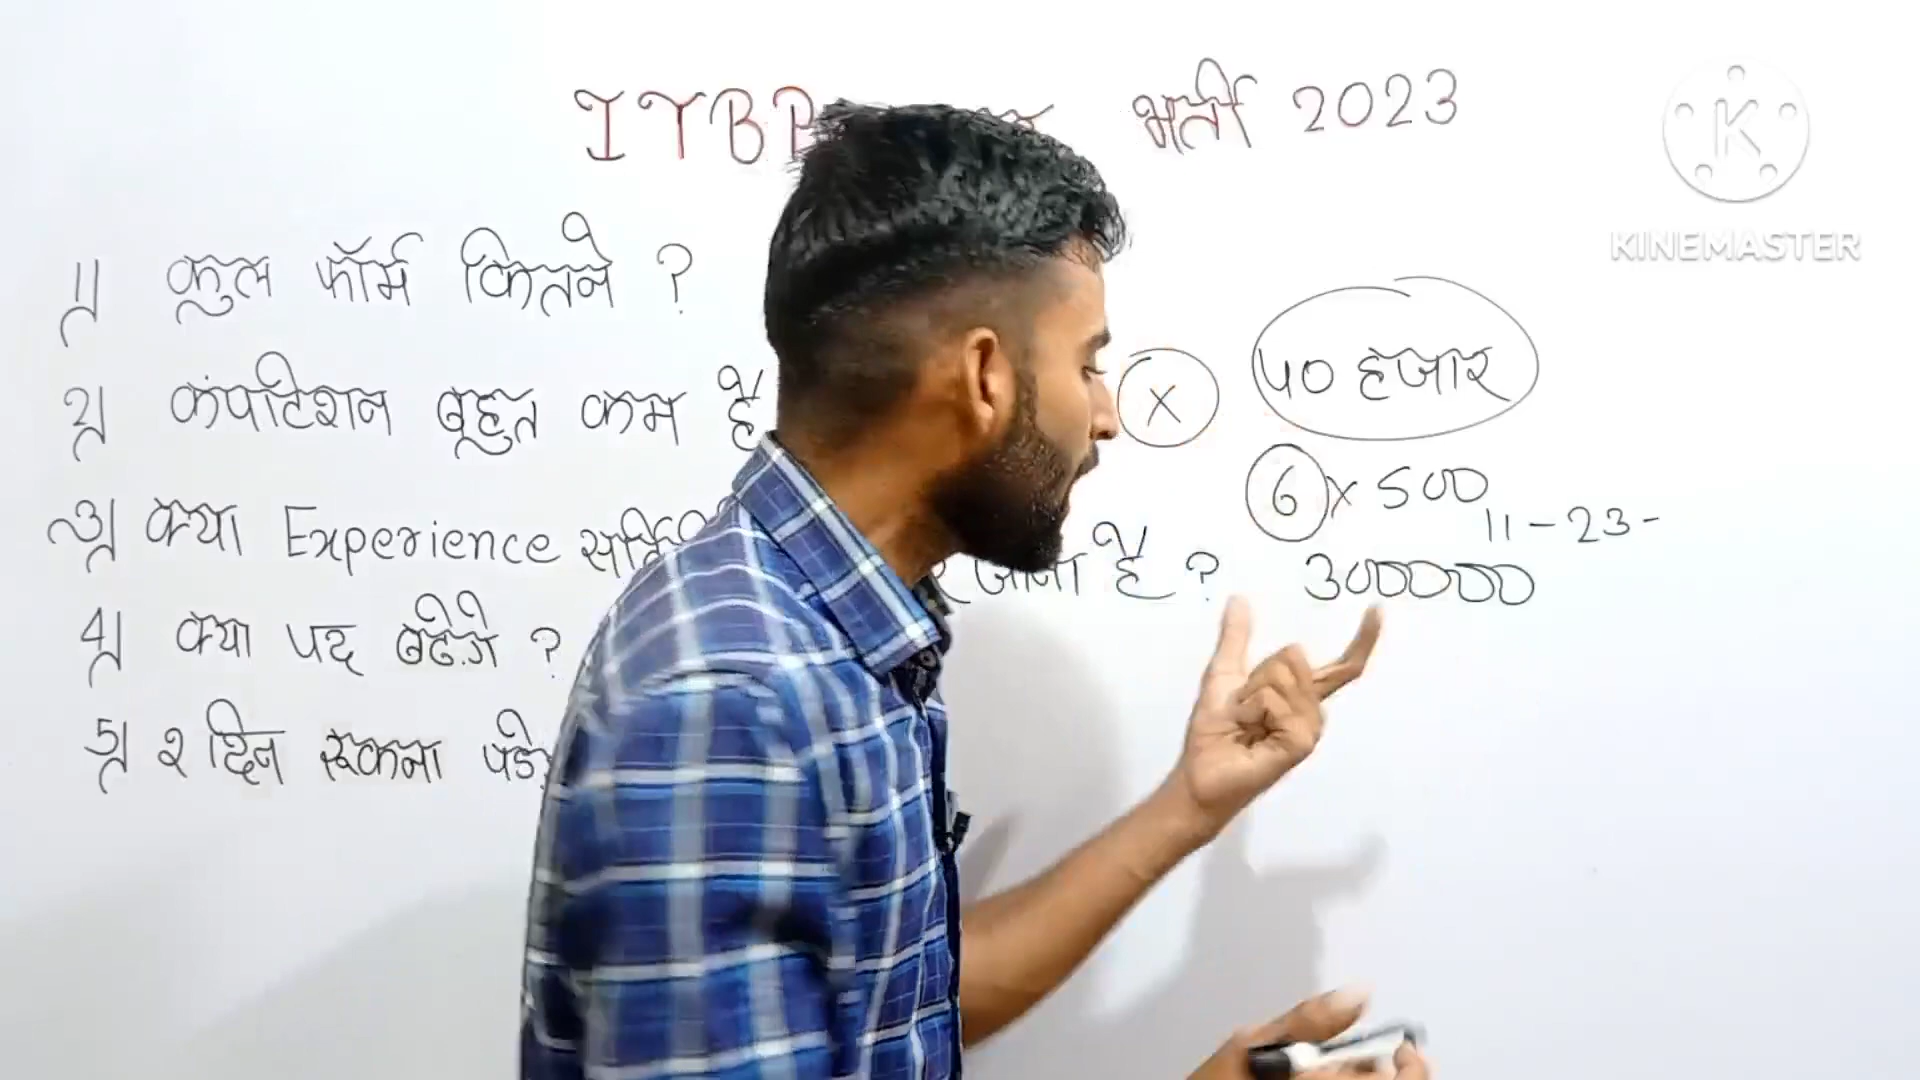 ITBP भर्ती 2023
KINEMASTER
1) कुल फॉर्म कितने ?
2) कंपटिशन बहुत कम है X
50 हजार
6 x 500
11-23-
300000
3) क्या Experience जाना है ?
4) क्या पद बढेगे ?
5) २ दिन रूकना